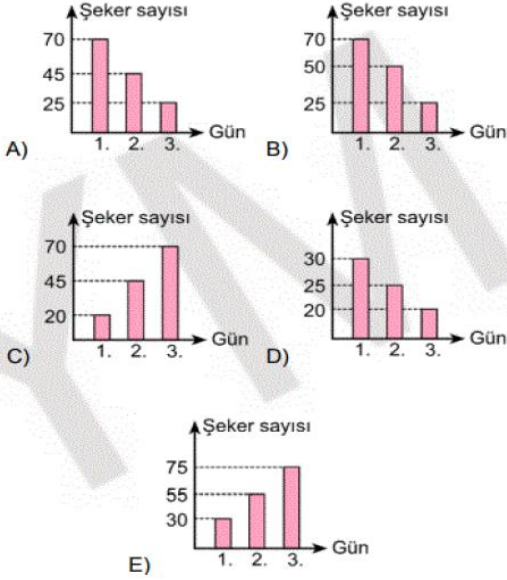 Şeker sayısı
70
45
25
Gün
1. 2. 3.
A)
Şeker sayısı
70
50
25
Gün
1. 2. 3.
B)
Şeker sayısı
70
45
20
Gün
1. 2. 3.
C)
Şeker sayısı
30
25
20
Gün
1. 2. 3.
D)
Şeker sayısı
75
55
30
Gün
1. 2. 3.
E)